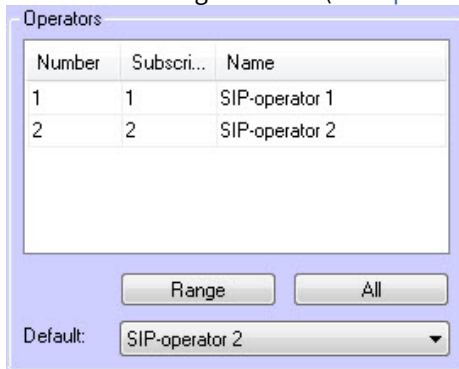 Operators
Number Subscri... Name
1 1 SIP-operator 1
2 2 SIP-operator 2
Range All
Default: SIP-operator 2